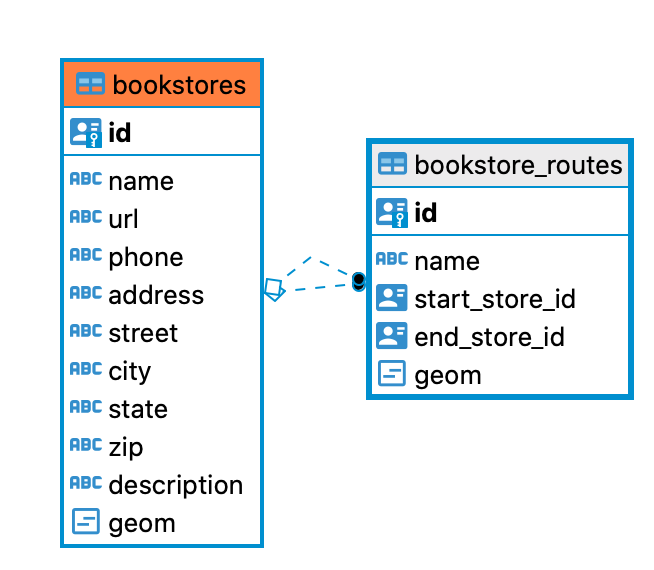 bookstores
id
ABC name
ABC url
ABC phone
ABC address
ABC street
ABC city
ABC state
ABC zip
ABC description
geom
bookstore_routes
id
ABC name
start_store_id
end_store_id
geom